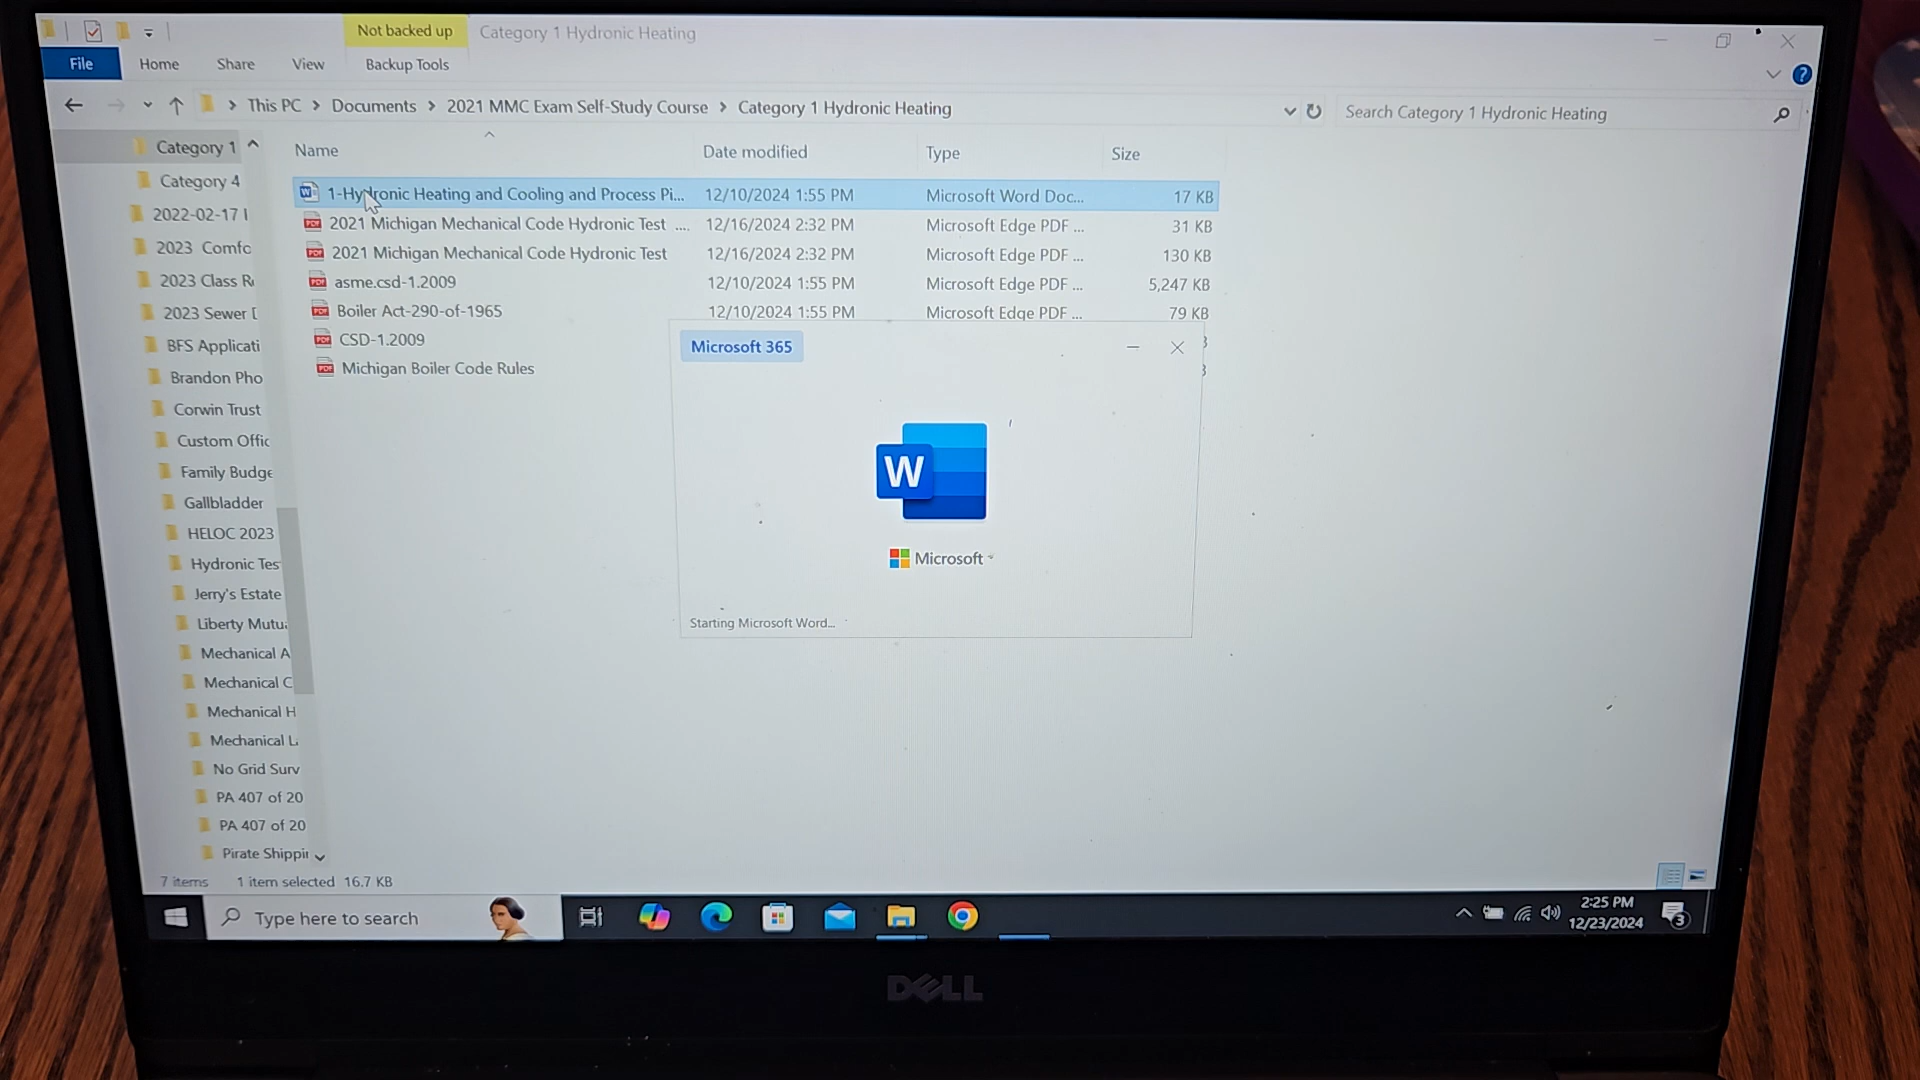 Not backed up
Category 1 Hydronic Heating
File Home Share View Backup Tools
This PC > Documents > 2021 MMC Exam Self-Study Course > Category 1 Hydronic Heating
Search Category 1 Hydronic Heating
Name Date modified Type Size
1-Hydronic Heating and Cooling and Process Pi... 12/10/2024 1:55 PM Microsoft Word Doc... 17 KB
2021 Michigan Mechanical Code Hydronic Test .... 12/16/2024 2:32 PM Microsoft Edge PDF ... 31 KB
2021 Michigan Mechanical Code Hydronic Test 12/16/2024 2:32 PM Microsoft Edge PDF ... 130 KB
asme.csd-1.2009 12/10/2024 1:55 PM Microsoft Edge PDF ... 5,247 KB
Boiler Act-290-of-1965 12/10/2024 1:55 PM Microsoft Edge PDF ... 79 KB
CSD-1.2009
Michigan Boiler Code Rules
Category 1
Category 4
2022-02-17
2023 Comfo
2023 Class R
2023 Sewer
BFS Applicati
Brandon Pho
Corwin Trust
Custom Offic
Family Budge
Gallbladder
HELOC 2023
Hydronic Tes
Jerry's Estate
Liberty Mutu
Mechanical A
Mechanical C
Mechanical H
Mechanical L
No Grid Surv
PA 407 of 20
PA 407 of 20
Pirate Shippi
Microsoft 365
W
Microsoft
Starting Microsoft Word...
7 items 1 item selected 16.7 KB
Type here to search
2:25 PM
12/23/2024
3
DELL